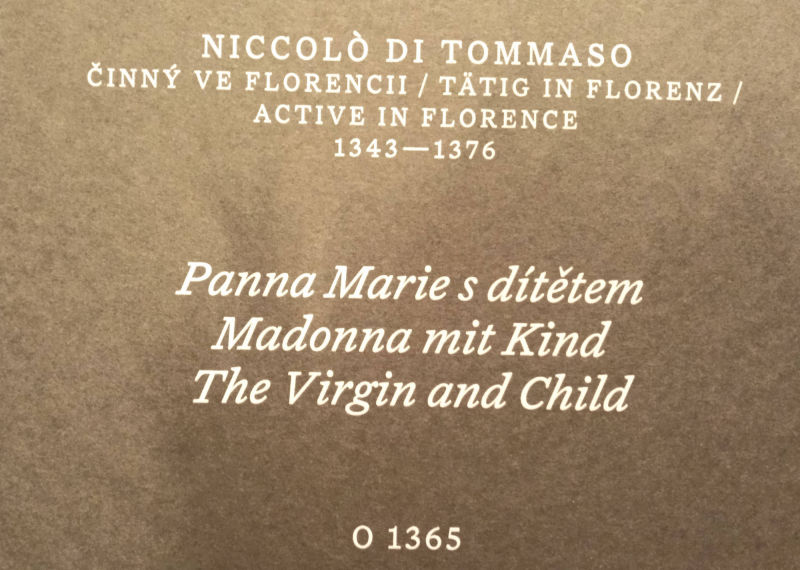 NICCOLÒ DI TOMMASO
ČINNÝ VE FLORENCII / TÄTIG IN FLORENZ /
ACTIVE IN FLORENCE
1343—1376
Panna Marie s dítětem
Madonna mit Kind
The Virgin and Child
O 1365